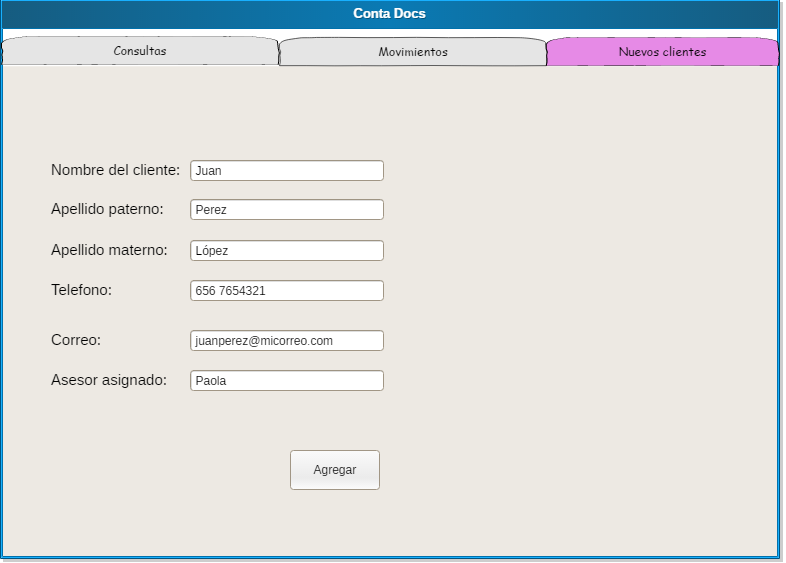 Conta Docs
Consultas Movimientos Nuevos clientes
Nombre del cliente: Juan
Apellido paterno: Perez
Apellido materno: López
Telefono: 656 7654321
Correo: juanperez@micorreo.com
Asesor asignado: Paola
Agregar